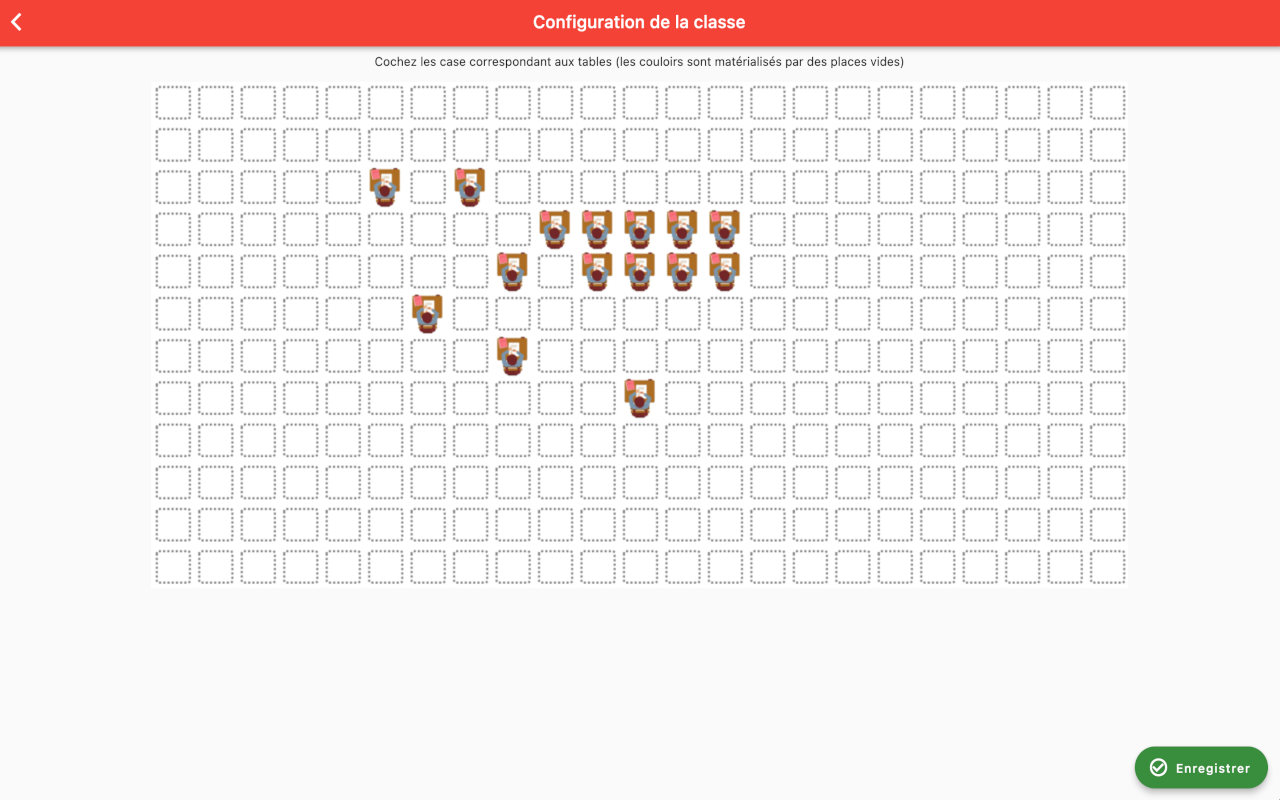 Configuration de la classe
Cochez les case correspondant aux tables (les couloirs sont matérialisés par des places vides)
Enregistrer